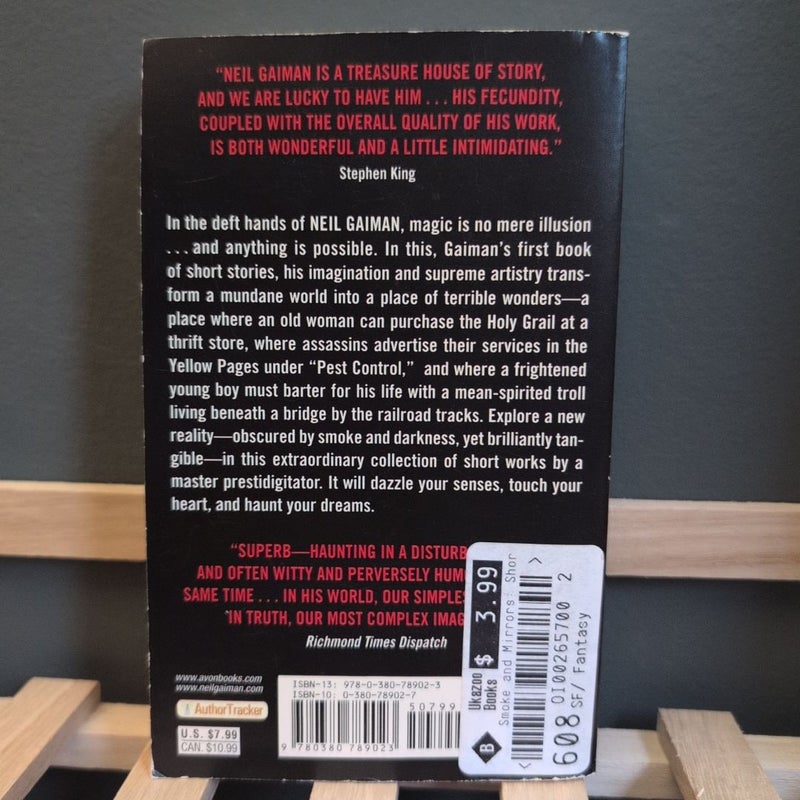 “NEIL GAIMAN IS A TREASURE HOUSE OF STORY,
AND WE ARE LUCKY TO HAVE HIM . . . HIS FECUNDITY,
COUPLED WITH THE OVERALL QUALITY OF HIS WORK,
IS BOTH WONDERFUL AND A LITTLE INTIMIDATING.”
Stephen King
In the deft hands of NEIL GAIMAN, magic is no mere illusion
. . . and anything is possible. In this, Gaiman’s first book
of short stories, his imagination and supreme artistry trans-
form a mundane world into a place of terrible wonders—a
place where an old woman can purchase the Holy Grail at a
thrift store, where assassins advertise their services in the
Yellow Pages under “Pest Control,” and where a frightened
young boy must barter for his life with a mean-spirited troll
living beneath a bridge by the railroad tracks. Explore a new
reality—obscured by smoke and darkness, yet brilliantly tan-
gible—in this extraordinary collection of short works by a
master prestidigitator. It will dazzle your senses, touch your
heart, and haunt your dreams.
“SUPERB—HAUNTING IN A DISTURB
AND OFTEN WITTY AND PERVERSELY HUMO
SAME TIME . . . IN HIS WORLD, OUR SIMPLES
IN TRUTH, OUR MOST COMPLEX IMAG
Richmond Times Dispatch
www.avonbooks.com
www.neilgaiman.com
AuthorTracker
U.S. $7.99
CAN. $10.99
ISBN-13: 978-0-380-78902-3
ISBN-10: 0-380-78902-7
50799
9 780380 789023
Ukazoo
Books
$ 3.99
Smoke and Mirrors: Shor
< >
OI00265700 2
608 SF/ Fantasy
B